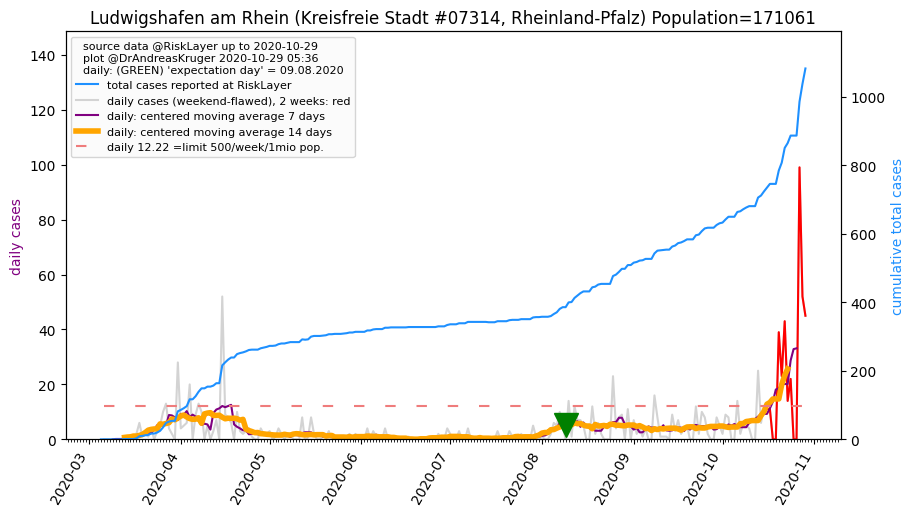 Ludwigshafen am Rhein (Kreisfreie Stadt #07314, Rheinland-Pfalz) Population=171061
source data @RiskLayer up to 2020-10-29
plot @DrAndreasKruger 2020-10-29 05:36
daily: (GREEN) 'expectation day' = 09.08.2020
total cases reported at RiskLayer
daily cases (weekend-flawed), 2 weeks: red
daily: centered moving average 7 days
daily: centered moving average 14 days
daily 12.22 =limit 500/week/1mio pop.
daily cases
140
120
100
80
60
40
20
0
cumulative total cases
1000
800
600
400
200
0
2020-03
2020-04
2020-05
2020-06
2020-07
2020-08
2020-09
2020-10
2020-11